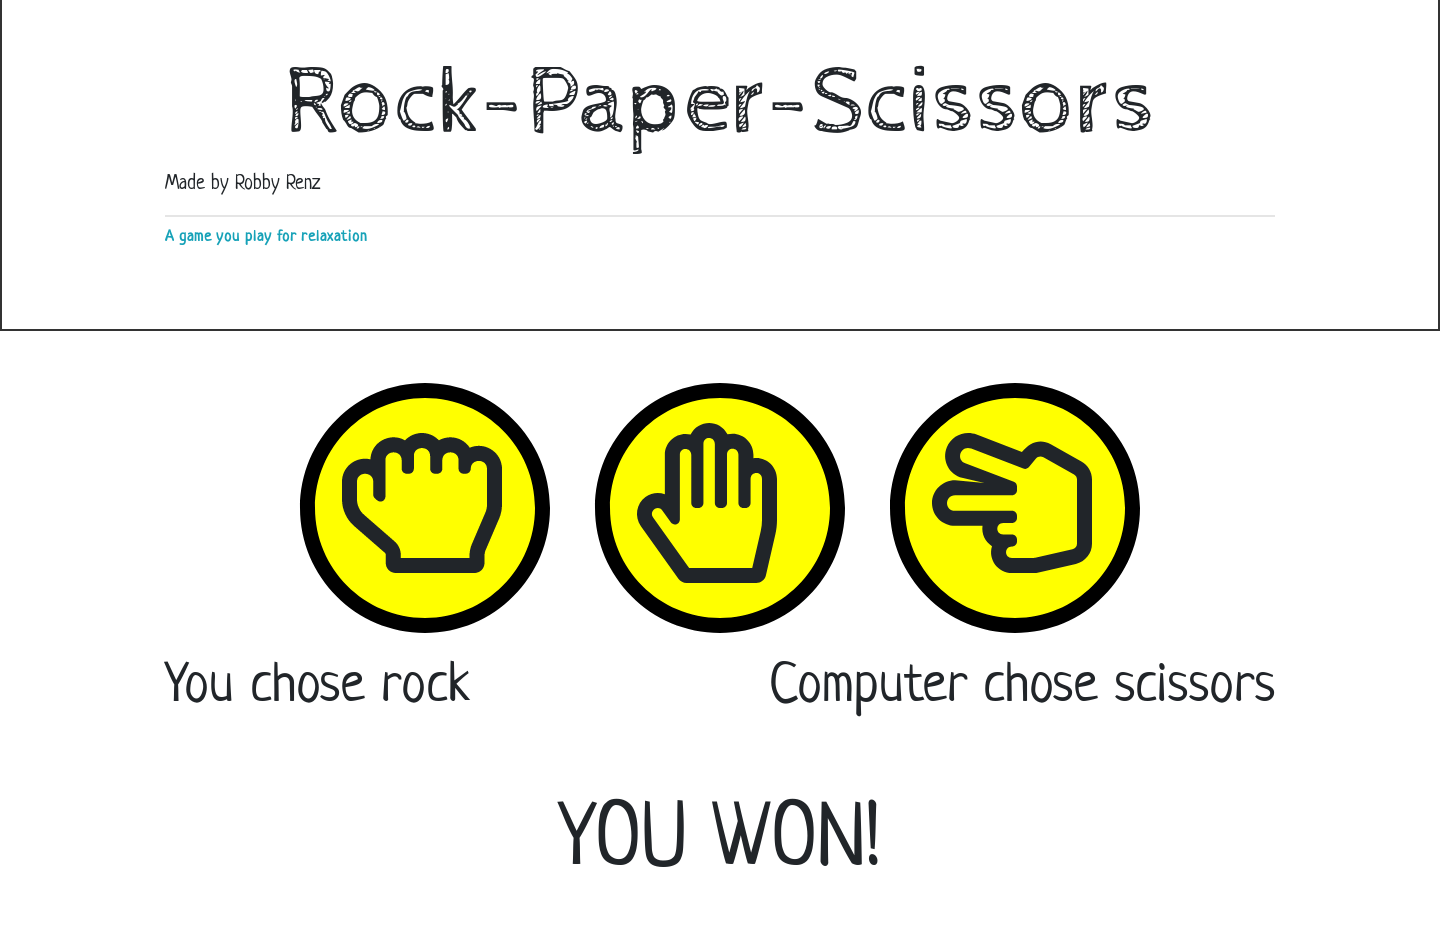 Rock-Paper-Scissors
Made by Robby Renz
A game you play for relaxation
You chose rock
Computer chose scissors
YOU WON!